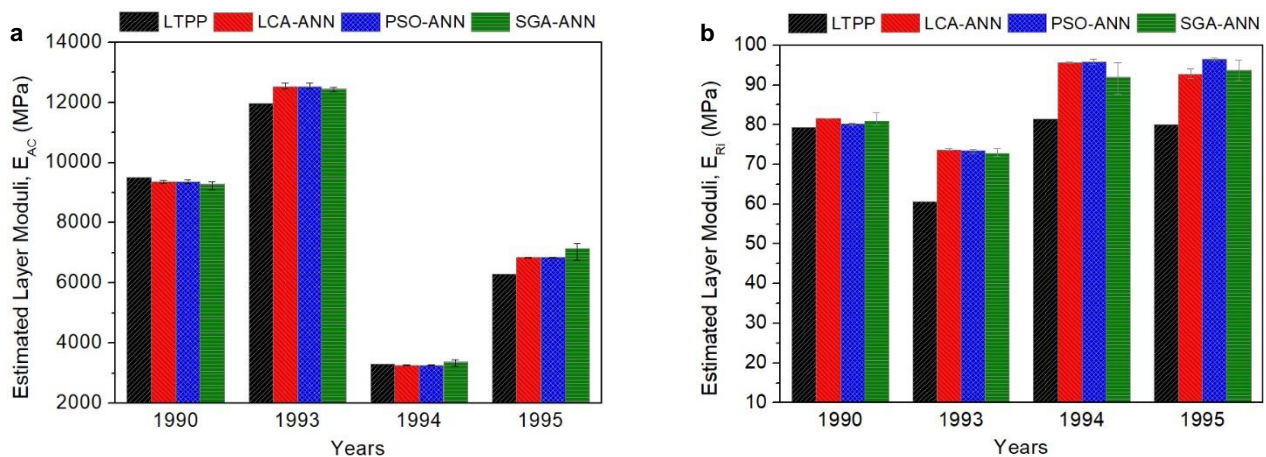 a
LTPP LCA-ANN PSO-ANN SGA-ANN
14000
12000
10000
8000
6000
4000
2000
Estimated Layer Moduli, E_AC (MPa)
1990 1993 1994 1995
Years
b
LTPP LCA-ANN PSO-ANN SGA-ANN
100
90
80
70
60
50
40
30
20
10
Estimated Layer Moduli, E_Ri (MPa)
1990 1993 1994 1995
Years